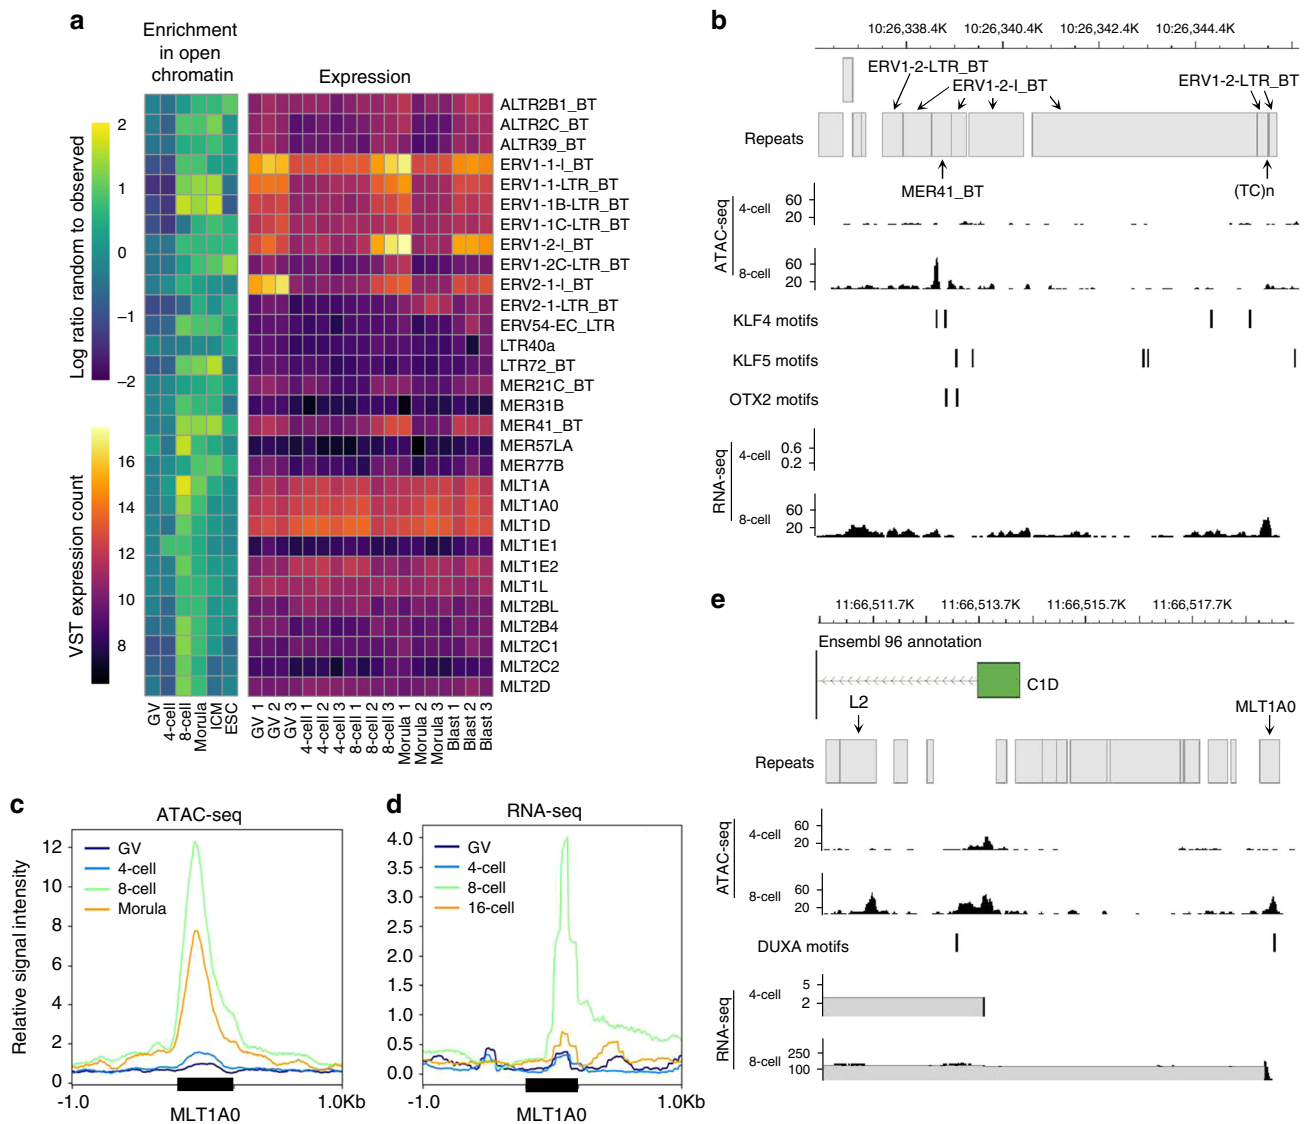 a
Enrichment
in open
chromatin
Expression
Log ratio random to observed
2
1
0
−1
−2
VST expression count
16
14
12
10
8
ALTR2B1_BT
ALTR2C_BT
ALTR39_BT
ERV1-1-I_BT
ERV1-1-LTR_BT
ERV1-1B-LTR_BT
ERV1-1C-LTR_BT
ERV1-2-I_BT
ERV1-2C-LTR_BT
ERV2-1-I_BT
ERV2-1-LTR_BT
ERV54-EC_LTR
LTR40a
LTR72_BT
MER21C_BT
MER31B
MER41_BT
MER57LA
MER77B
MLT1A
MLT1A0
MLT1D
MLT1E1
MLT1E2
MLT1L
MLT2BL
MLT2B4
MLT2C1
MLT2C2
MLT2D
GV
4-cell
8-cell
Morula
ICM
ESC
GV 1
GV 2
GV 3
4-cell 1
4-cell 2
4-cell 3
8-cell 1
8-cell 2
8-cell 3
Morula 1
Morula 2
Morula 3
Blast 1
Blast 2
Blast 3
b
10:26,338.4K 10:26,340.4K 10:26,342.4K 10:26,344.4K
ERV1-2-LTR_BT
ERV1-2-I_BT
ERV1-2-LTR_BT
Repeats
MER41_BT
(TC)n
ATAC-seq
4-cell
60
20
8-cell
60
20
KLF4 motifs
KLF5 motifs
OTX2 motifs
RNA-seq
4-cell
0.6
0.2
8-cell
60
20
c
ATAC-seq
Relative signal intensity
12
10
8
6
4
2
0
GV
4-cell
8-cell
Morula
-1.0
1.0Kb
MLT1A0
d
RNA-seq
4.0
3.5
3.0
2.5
2.0
1.5
1.0
0.5
0.0
GV
4-cell
8-cell
16-cell
-1.0
1.0Kb
MLT1A0
e
11:66,511.7K 11:66,513.7K 11:66,515.7K 11:66,517.7K
Ensembl 96 annotation
C1D
L2
MLT1A0
Repeats
ATAC-seq
4-cell
60
20
8-cell
60
20
DUXA motifs
RNA-seq
4-cell
5
2
8-cell
250
100